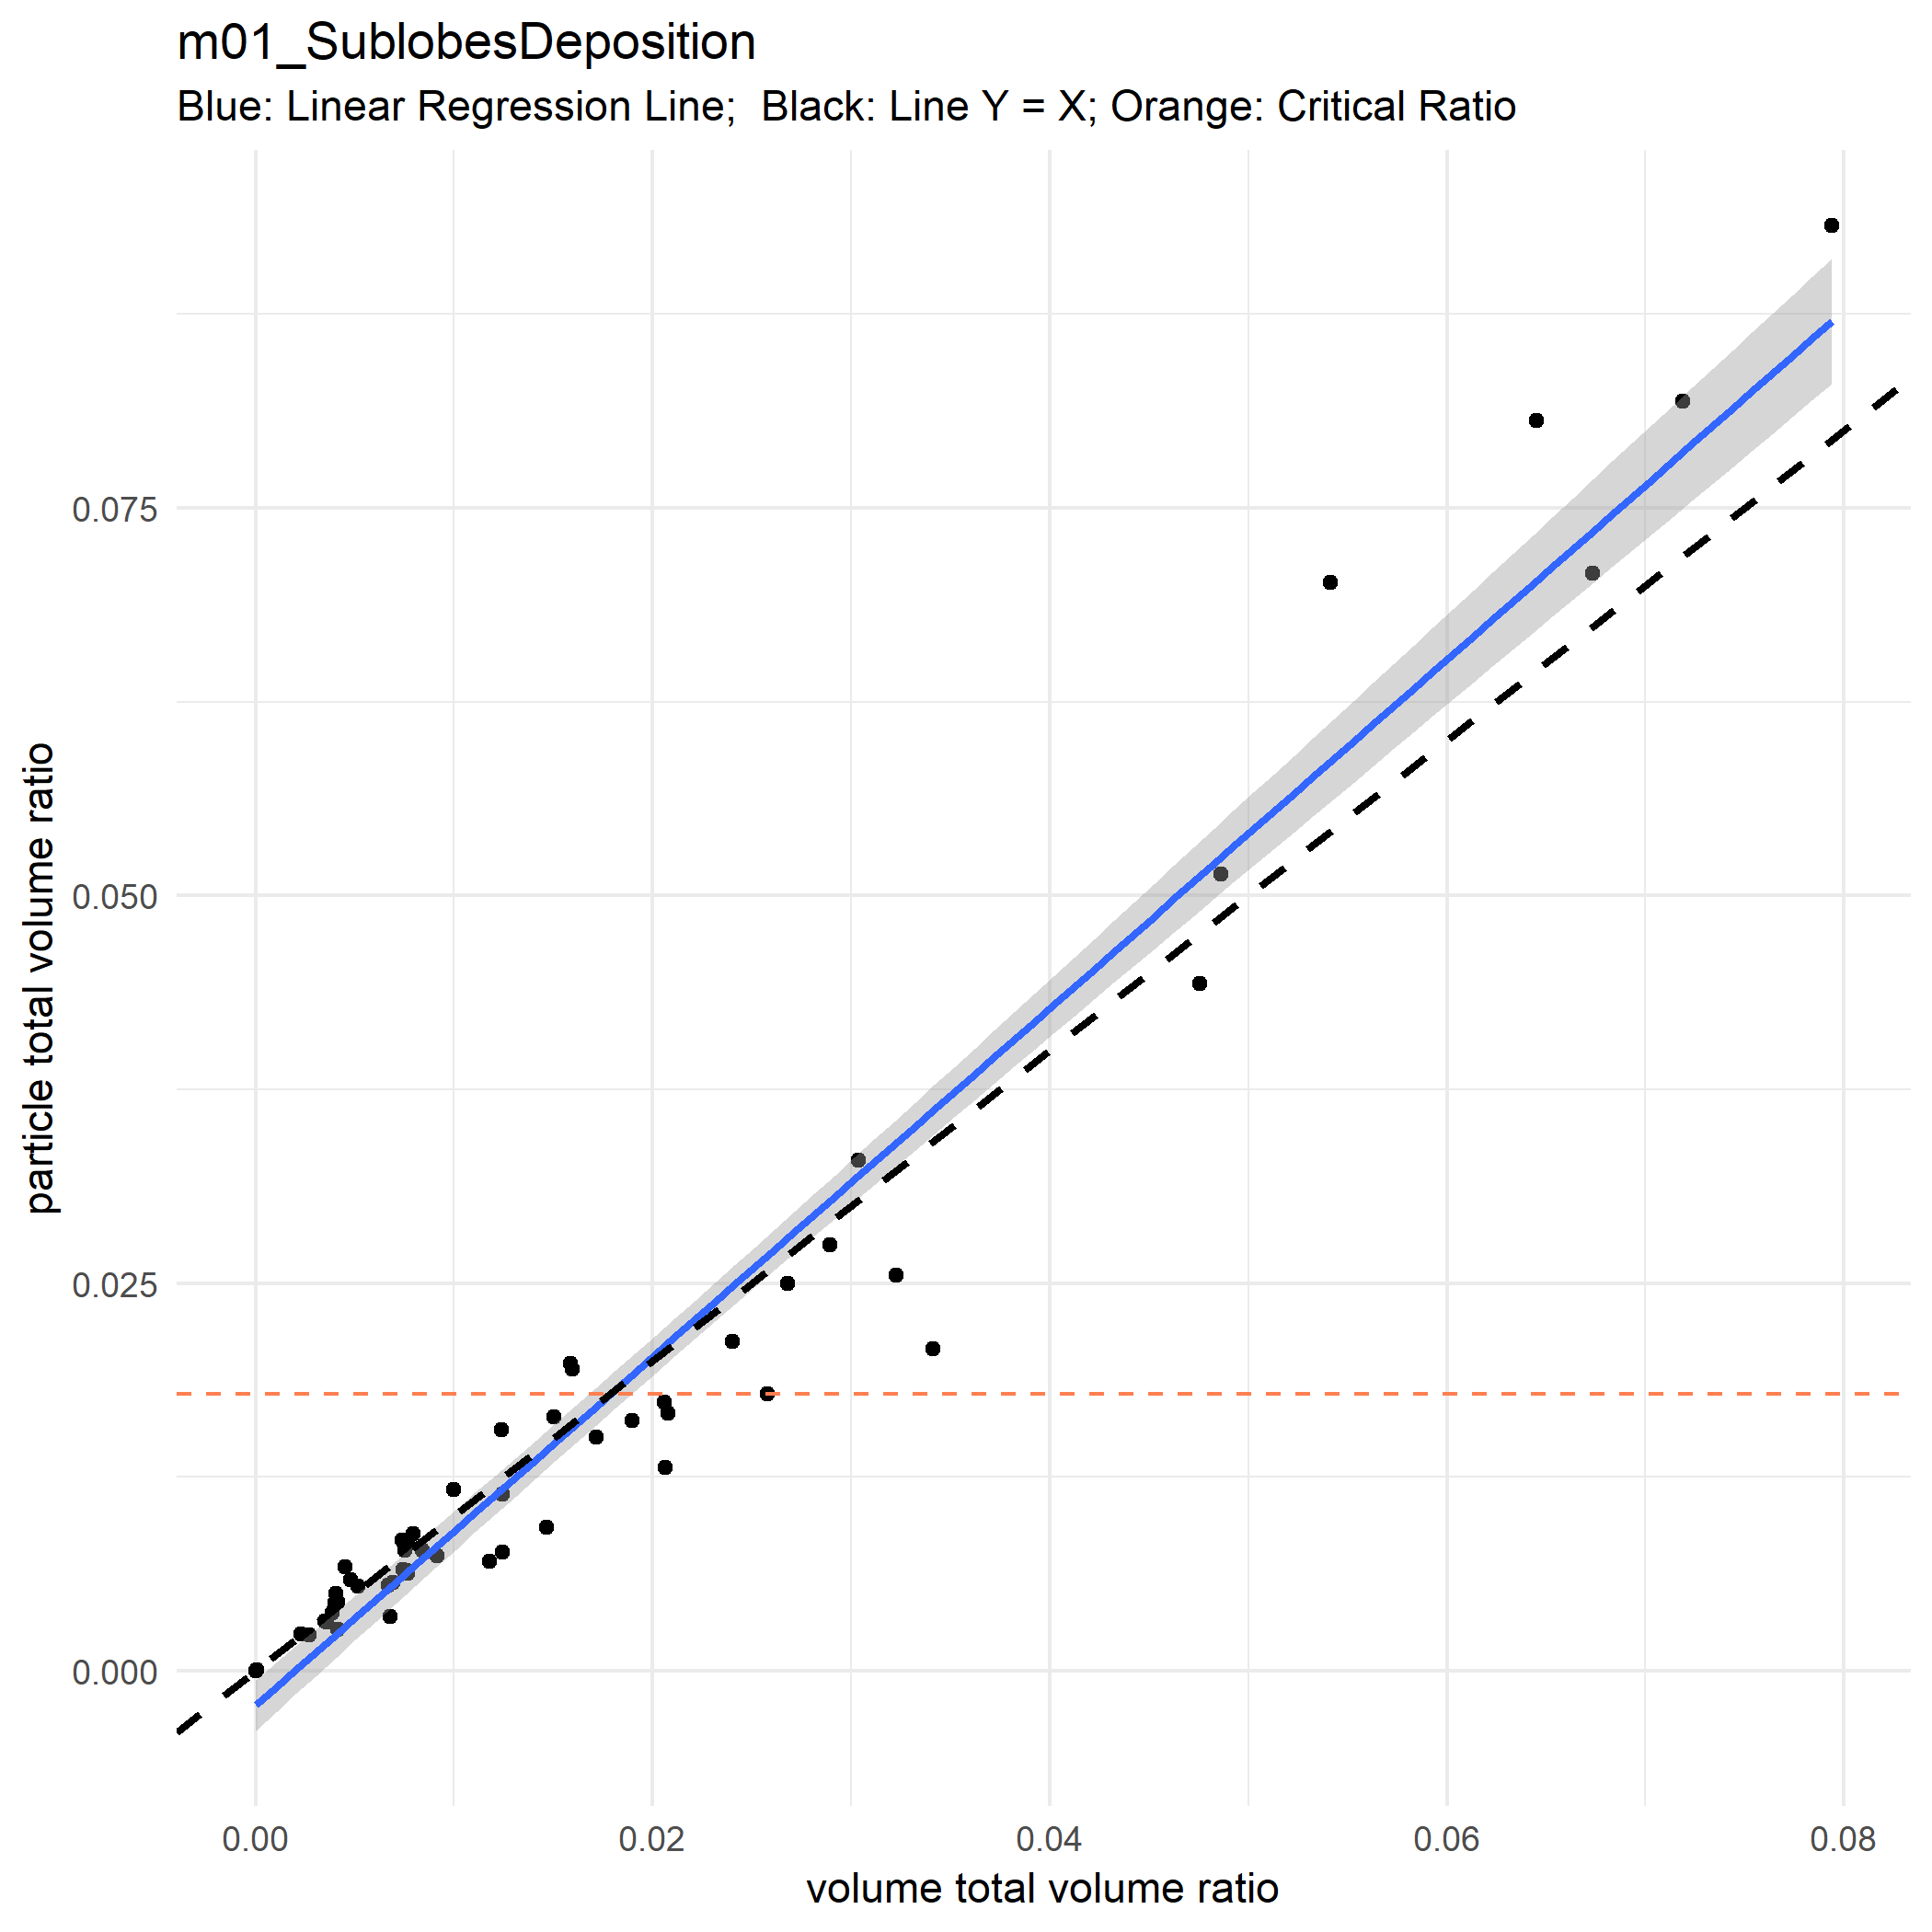 m01_SublobesDeposition
Blue: Linear Regression Line;  Black: Line Y = X; Orange: Critical Ratio
particle total volume ratio
0.075
0.050
0.025
0.000
0.00 0.02 0.04 0.06 0.08
volume total volume ratio